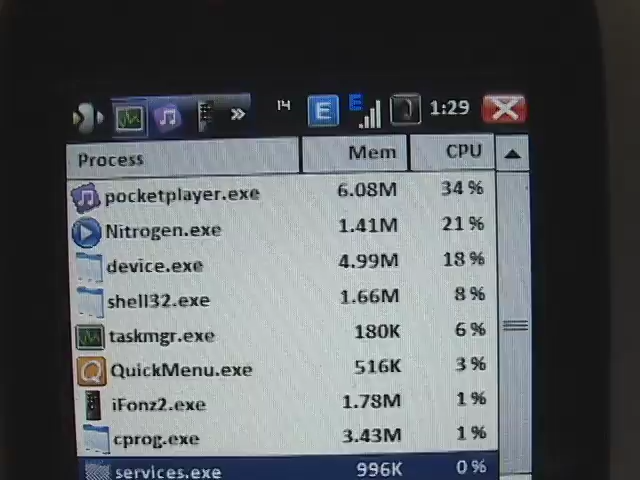 14 E E 1:29
Process Mem CPU
pocketplayer.exe 6.08M 34%
Nitrogen.exe 1.41M 21%
device.exe 4.99M 18%
shell32.exe 1.66M 8%
taskmgr.exe 180K 6%
QuickMenu.exe 516K 3%
iFonz2.exe 1.78M 1%
cprog.exe 3.43M 1%
services.exe 996K 0%